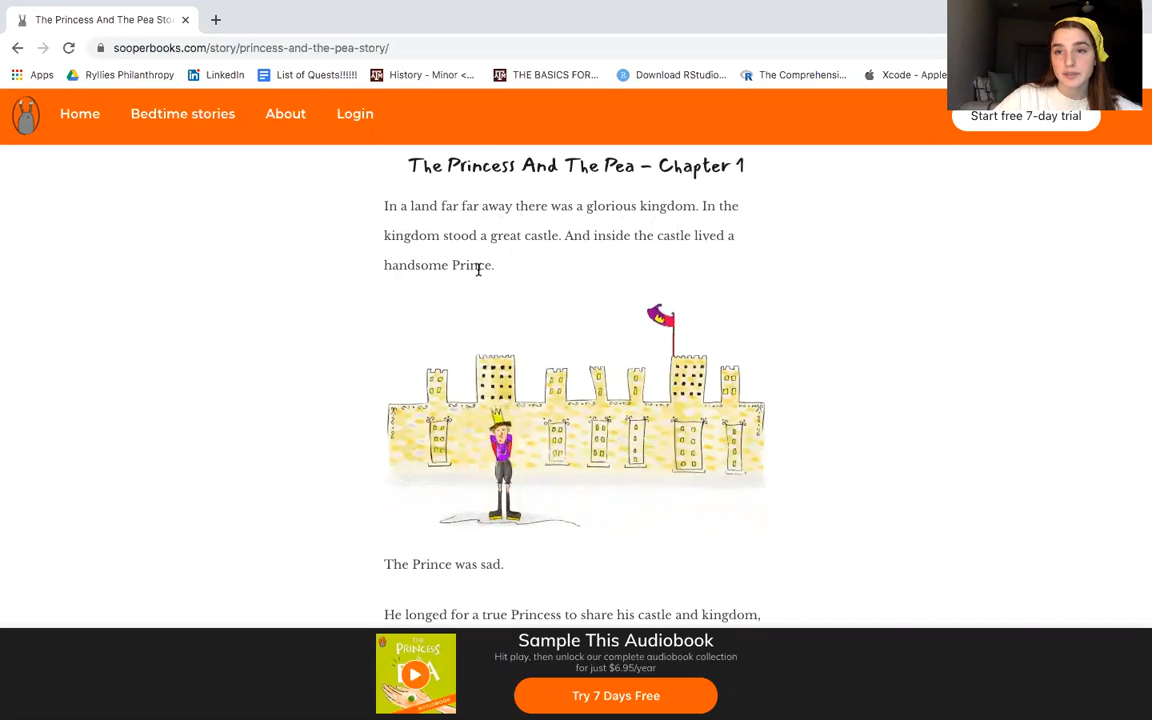 The Princess And The Pea Sto
sooperbooks.com/story/princess-and-the-pea-story/
Apps Ryllies Philanthropy LinkedIn List of Quests!!!!!! History - Minor <... THE BASICS FOR... Download RStudio... The Comprehensi... Xcode - Apple
Home Bedtime stories About Login
Start free 7-day trial
The Princess And The Pea – Chapter 1
In a land far far away there was a glorious kingdom. In the
kingdom stood a great castle. And inside the castle lived a
handsome Prince.
The Prince was sad.
He longed for a true Princess to share his castle and kingdom,
THE
PRINCESS
PEA
AUDIOBOOK
Sample This Audiobook
Hit play, then unlock our complete audiobook collection
for just $6.95/year
Try 7 Days Free